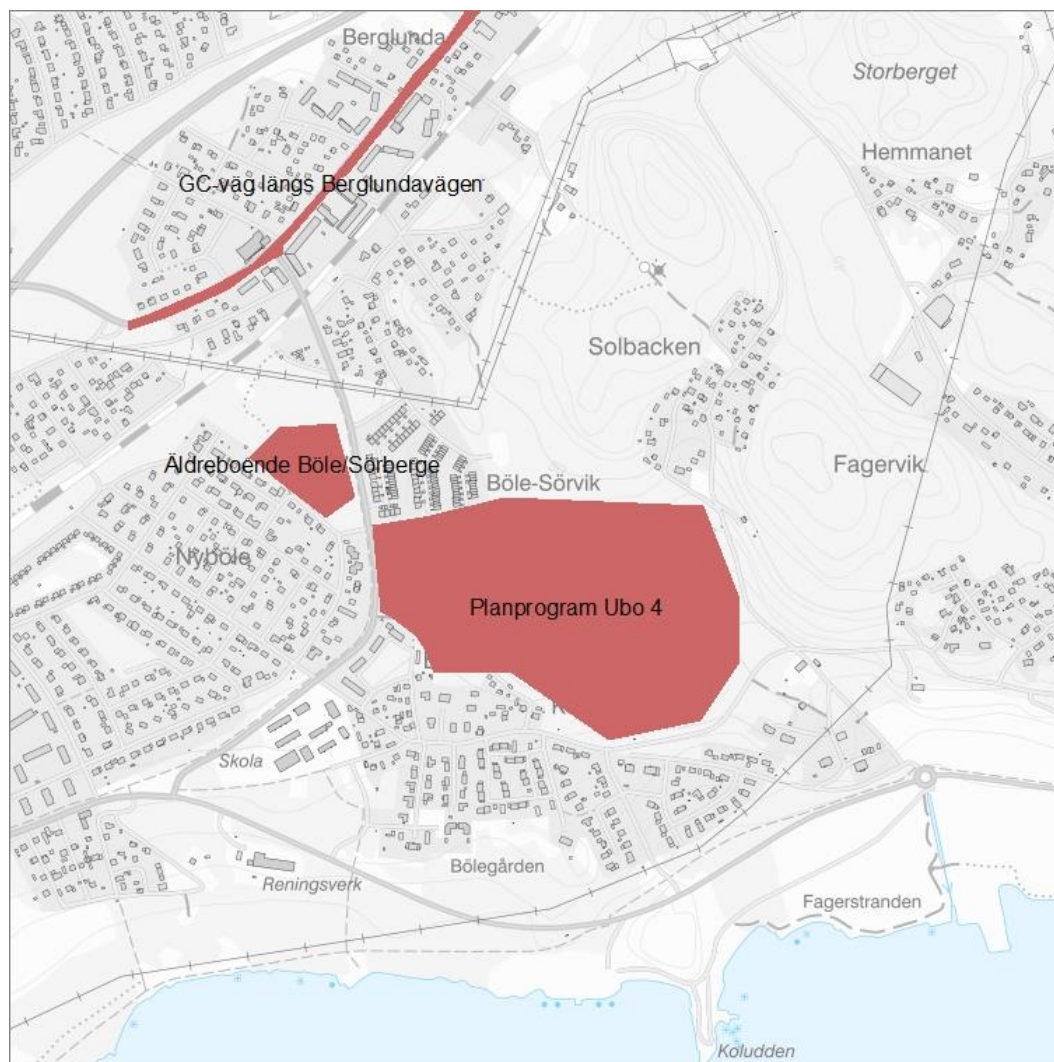 Berglunda
Storberget
Hemmanet
GC-väg längs Berglundavägen
Solbacken
Äldreboende Böle/Sörberge
Böle-Sörvik
Fagervik
Nyböle
Planprogram Ubo 4
Skola
Bölegården
Reningsverk
Fagerstranden
Koludden